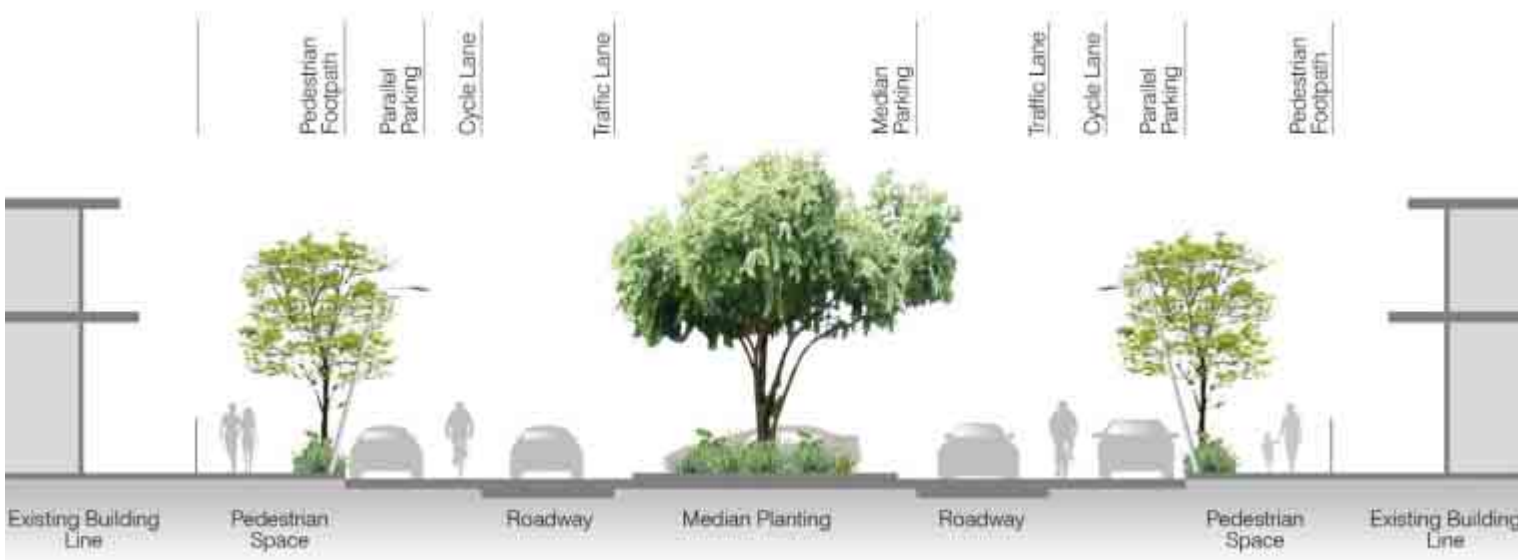 Pedestrian
Footpath
Parallel
Parking
Cycle Lane
Traffic Lane
Median
Parking
Traffic Lane
Cycle Lane
Parallel
Parking
Pedestrian
Footpath
Existing Building
Line
Pedestrian
Space
Roadway
Median Planting
Roadway
Pedestrian
Space
Existing Building
Line